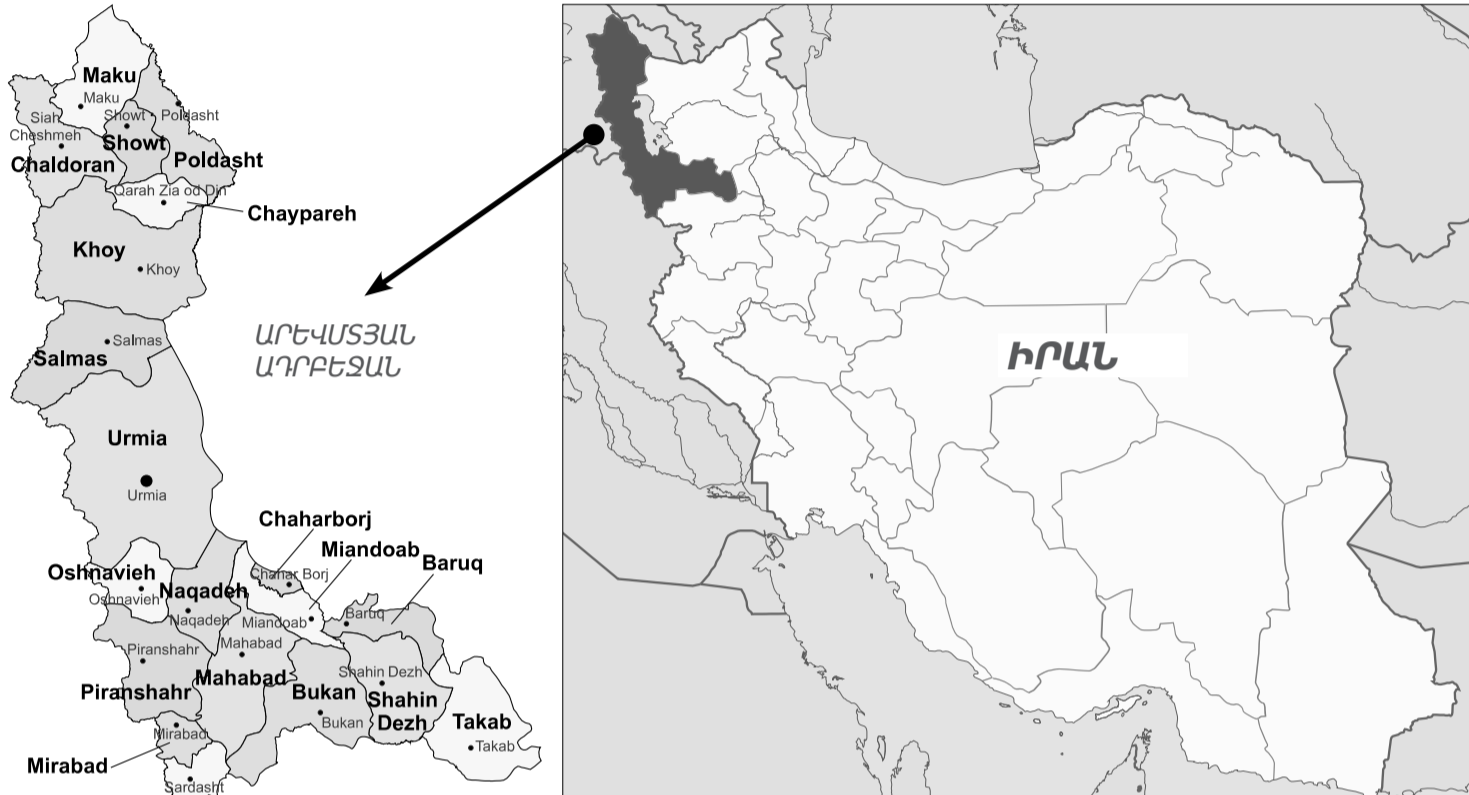 Maku
Maku
Siah
Cheshmeh
Showt
Poldasht
Showt
Chaldoran
Poldasht
Qarah Zia od Din
Chaypareh
Khoy
Khoy
ԱՐԵՎՄՏՅԱՆ
ԱԴՐԲԵՋԱՆ
Salmas
Salmas
ԻՐԱՆ
Urmia
Urmia
Chaharborj
Miandoab
Baruq
Oshnavieh
Oshnavieh
Chahar Borj
Naqadeh
Naqadeh
Miandoab
Baruq
Piranshahr
Mahabad
Shahin Dezh
Piranshahr
Mahabad
Bukan
Shahin
Dezh
Bukan
Takab
Takab
Mirabad
Mirabad
Sardasht